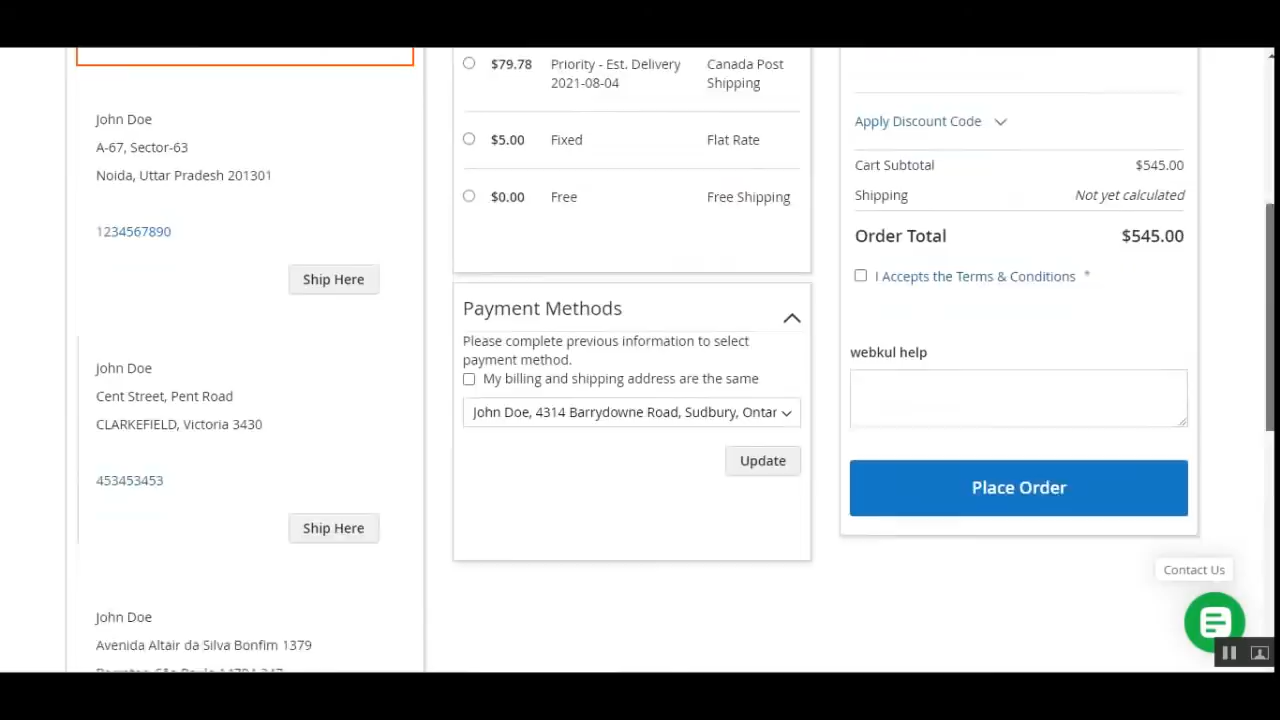 John Doe
A-67, Sector-63
Noida, Uttar Pradesh 201301
1234567890
Ship Here
John Doe
Cent Street, Pent Road
CLARKEFIELD, Victoria 3430
453453453
Ship Here
John Doe
Avenida Altair da Silva Bonfim 1379
$79.78 Priority - Est. Delivery Canada Post
2021-08-04 Shipping
$5.00 Fixed Flat Rate
$0.00 Free Free Shipping
Payment Methods
Please complete previous information to select
payment method.
My billing and shipping address are the same
John Doe, 4314 Barrydowne Road, Sudbury, Ontar
Update
Apply Discount Code
Cart Subtotal $545.00
Shipping Not yet calculated
Order Total $545.00
I Accepts the Terms & Conditions *
webkul help
Place Order
Contact Us